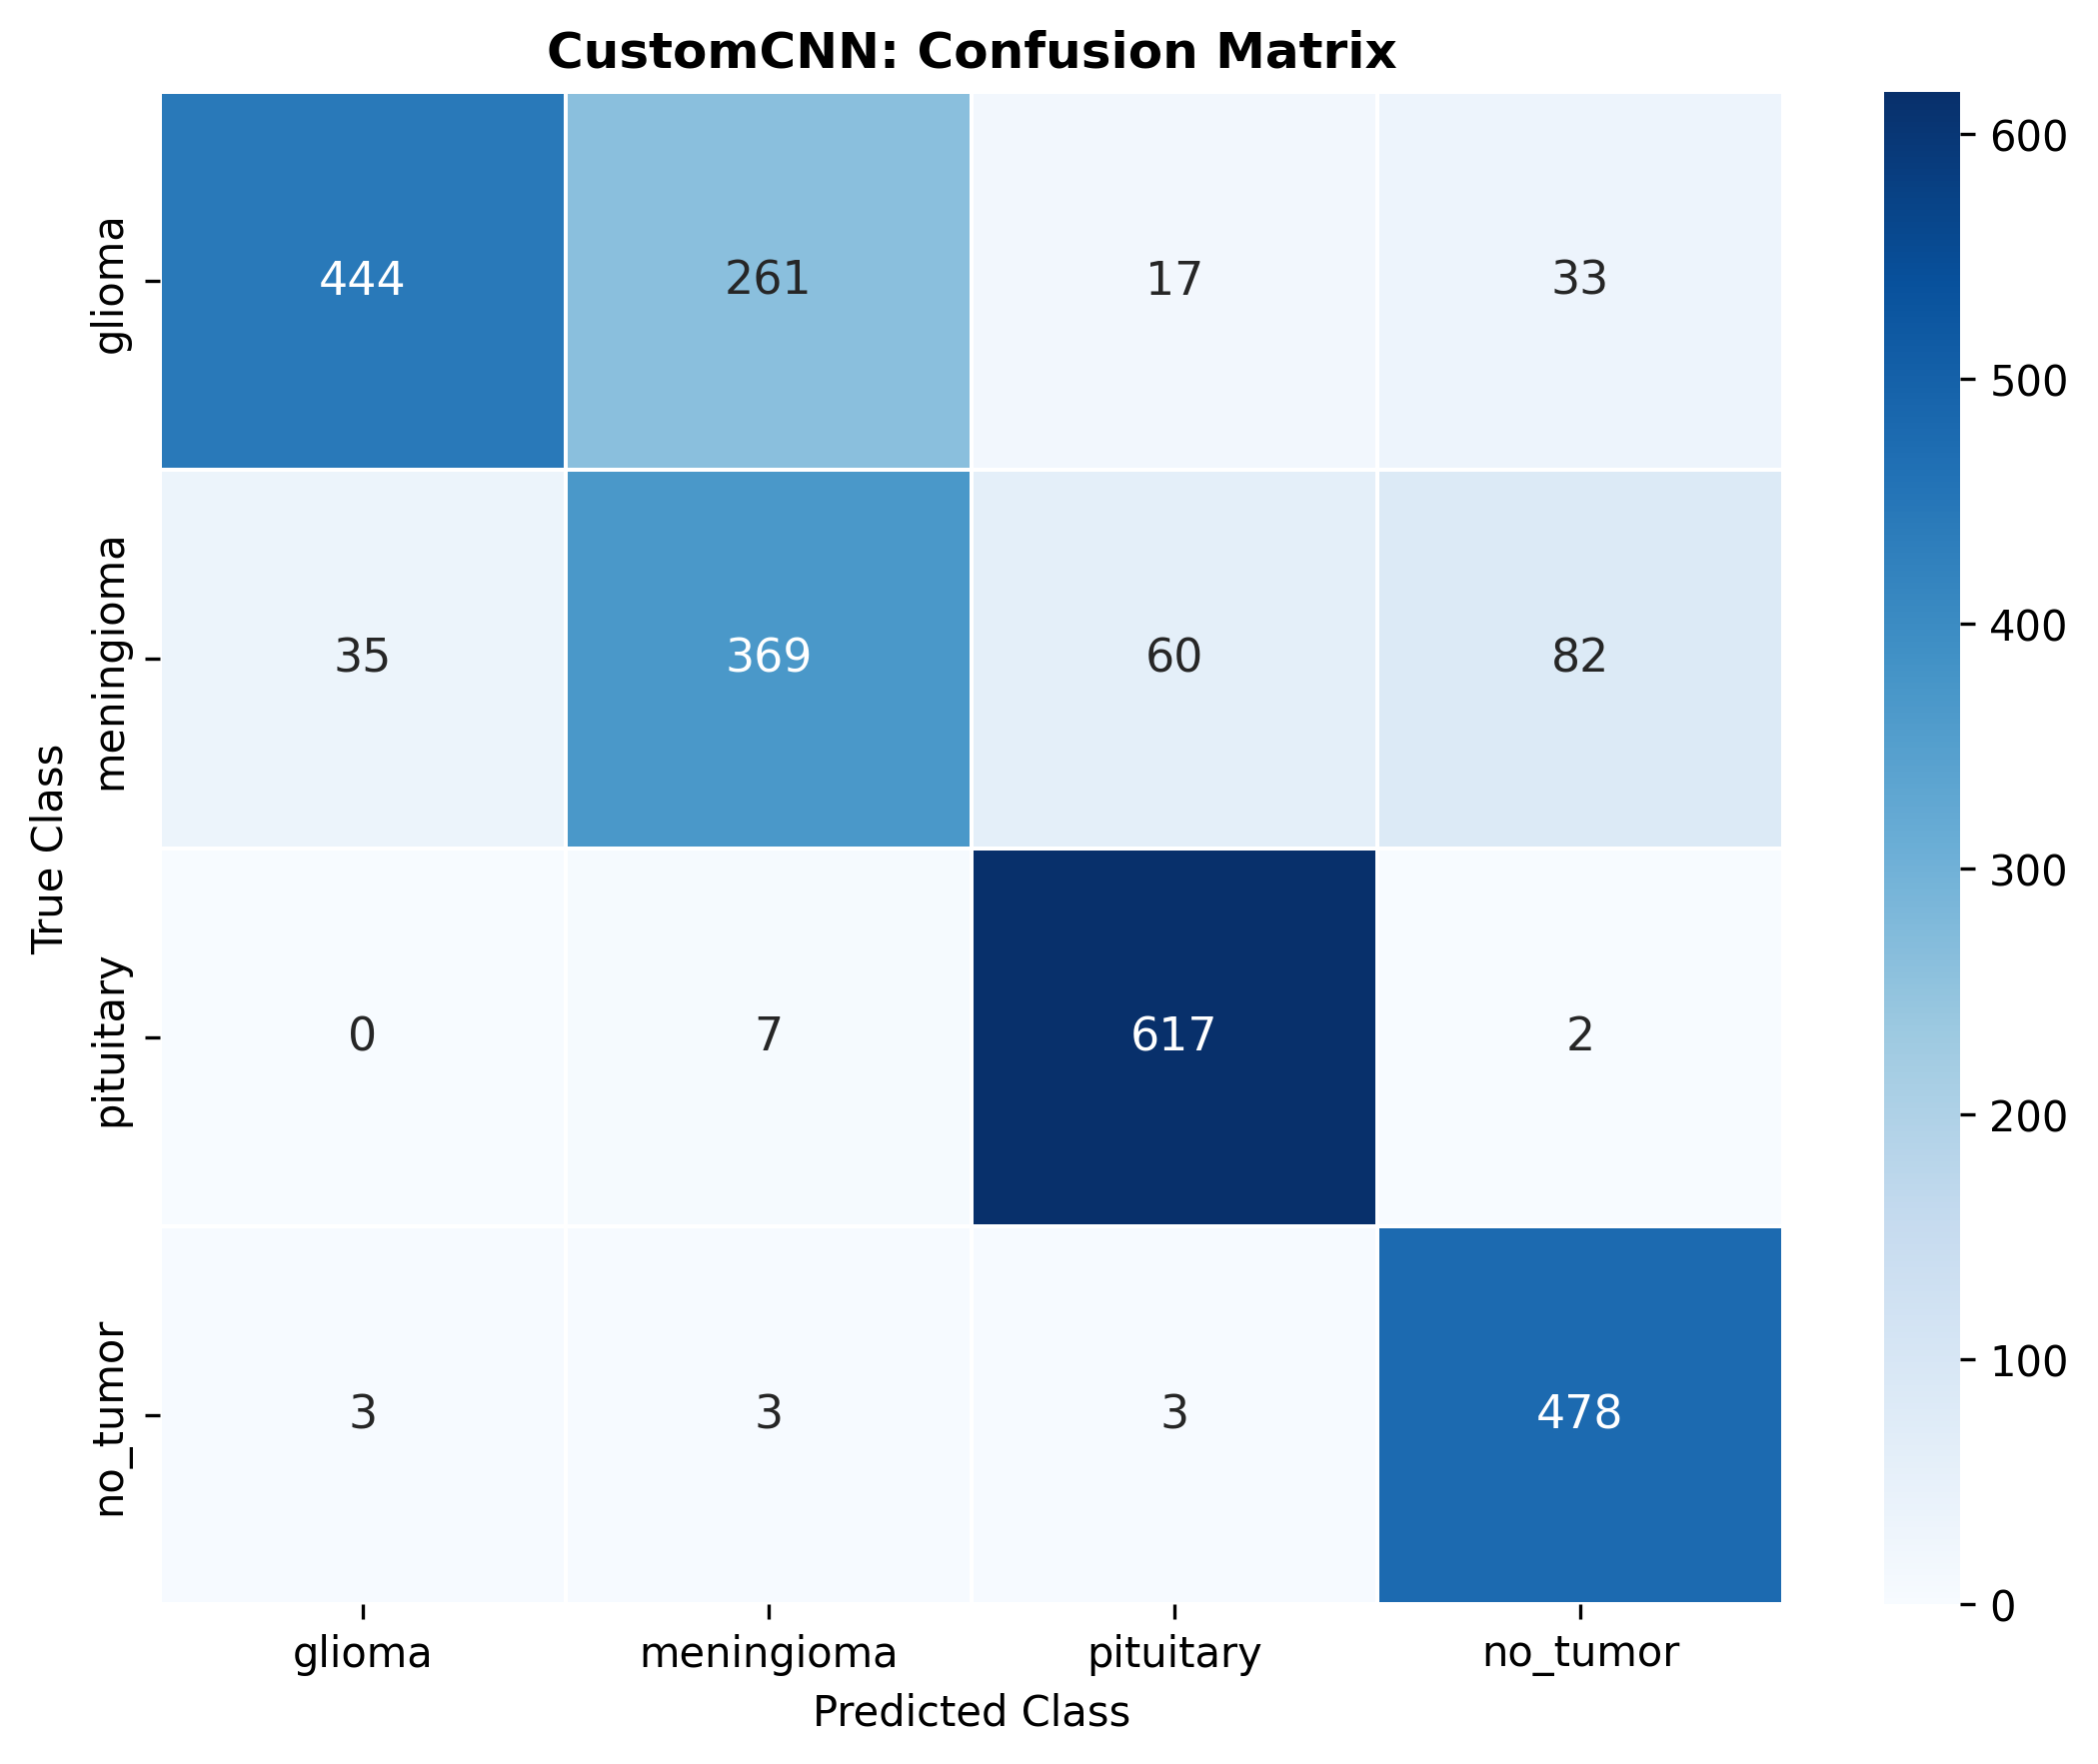 CustomCNN: Confusion Matrix
True Class
glioma
444 261 17 33
meningioma
35 369 60 82
pituitary
0 7 617 2
no_tumor
3 3 3 478
glioma meningioma pituitary no_tumor
Predicted Class
600
500
400
300
200
100
0